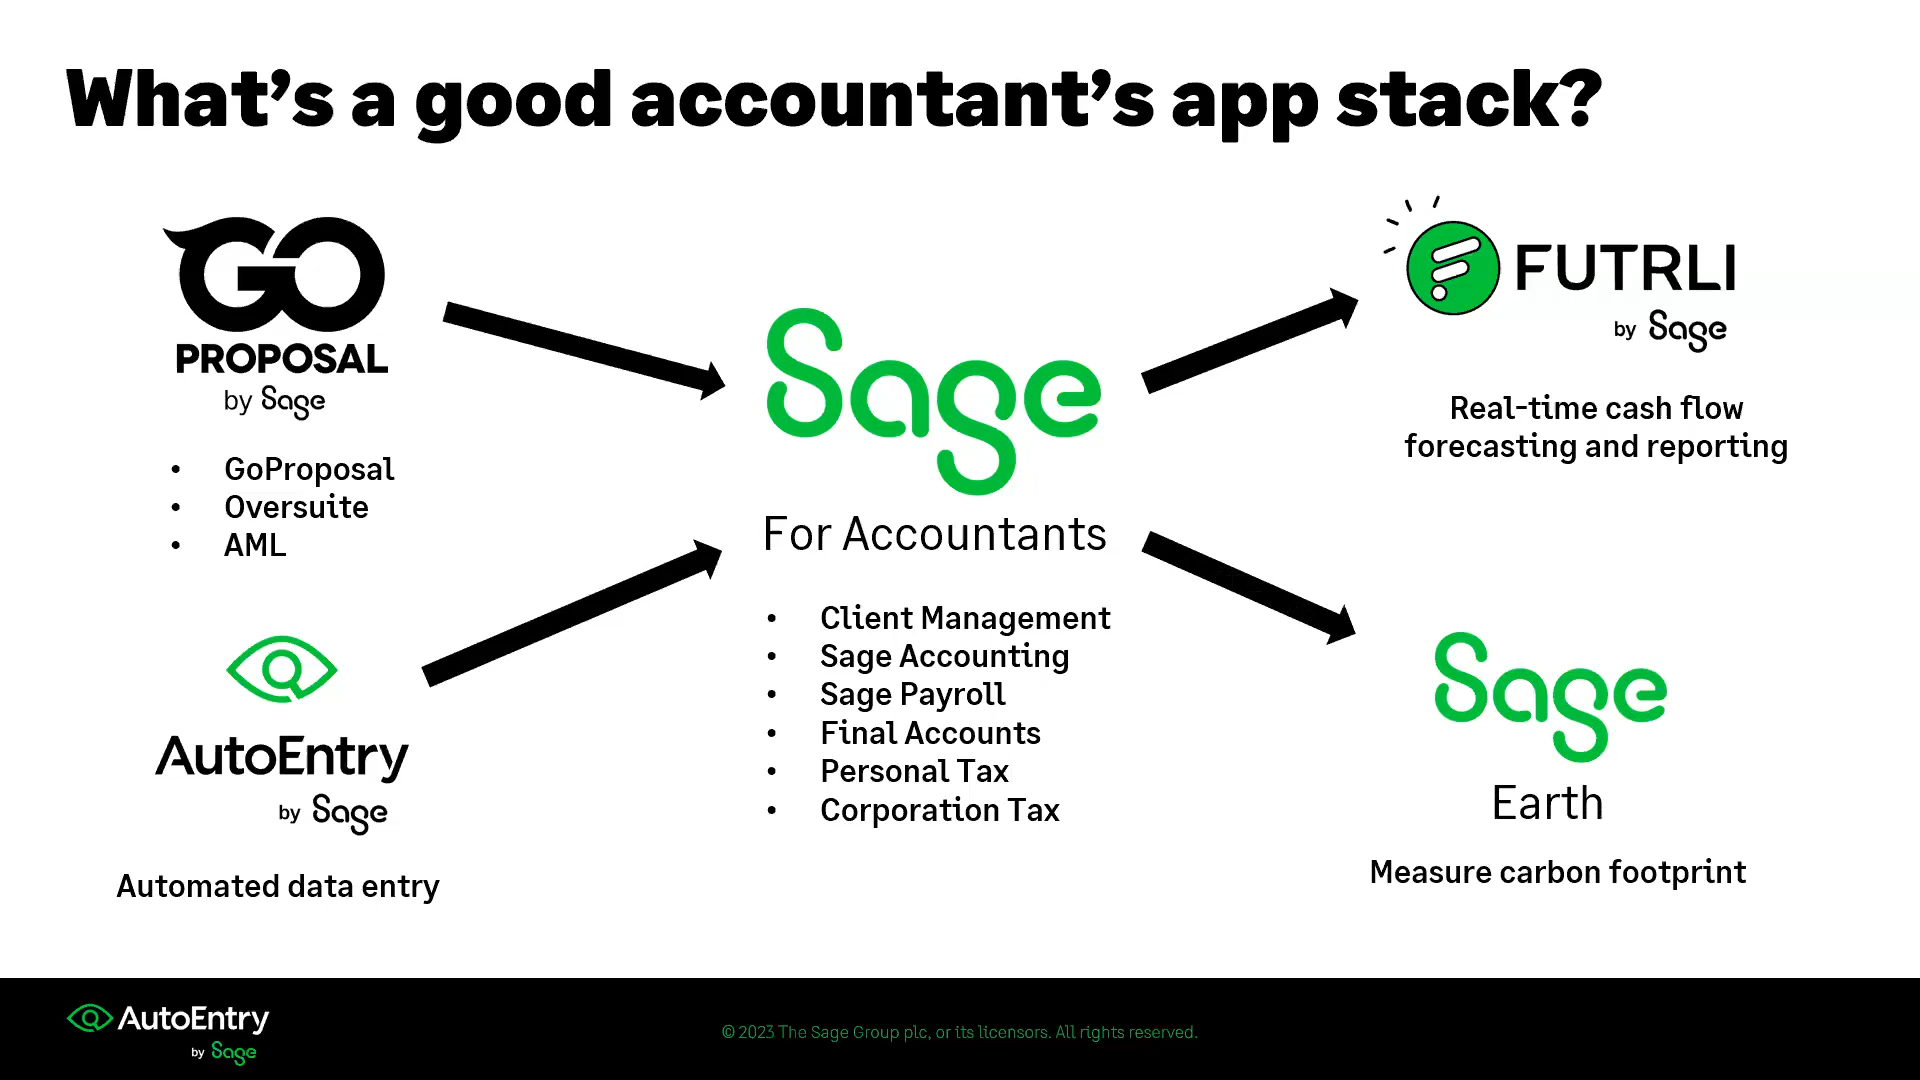 What's a good accountant's app stack?
GO
PROPOSAL
by Sage
• GoProposal
• Oversuite
• AML
AutoEntry
by Sage
Automated data entry
Sage
For Accountants
• Client Management
• Sage Accounting
• Sage Payroll
• Final Accounts
• Personal Tax
• Corporation Tax
FUTRLI
by Sage
Real-time cash flow
forecasting and reporting
Sage
Earth
Measure carbon footprint
AutoEntry
by Sage
© 2023 The Sage Group plc, or its licensors. All rights reserved.